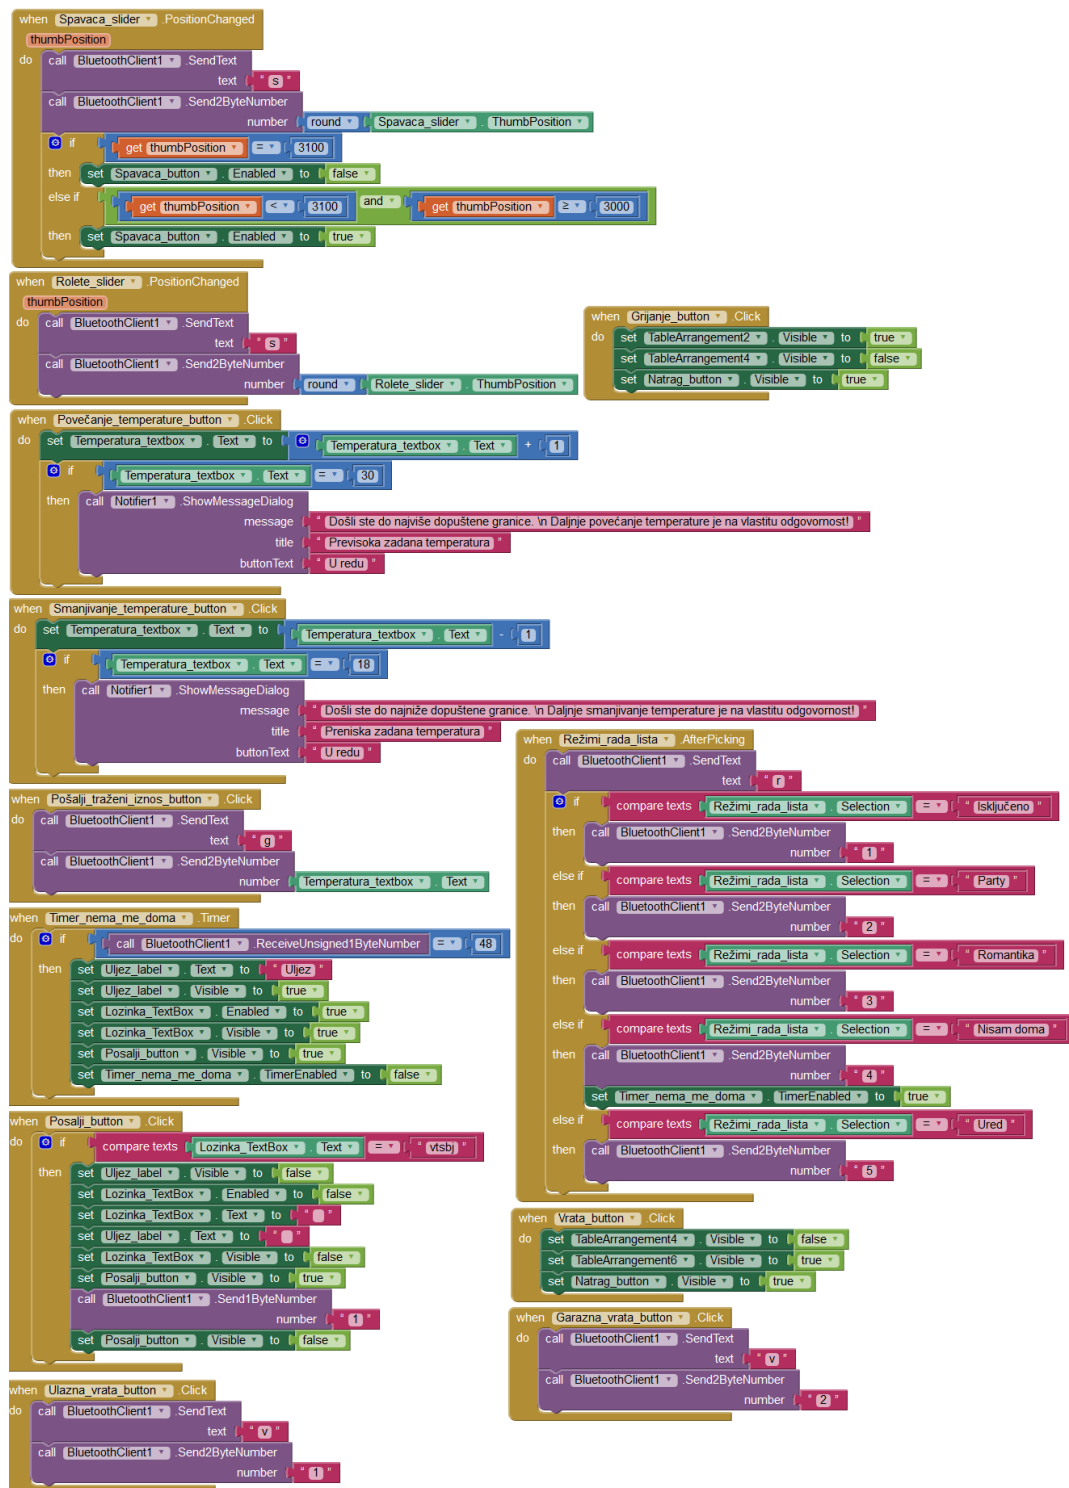 when Spavaca_slider .PositionChanged
thumbPosition
do call BluetoothClient1 .SendText
text " s "
call BluetoothClient1 .Send2ByteNumber
number round Spavaca_slider . ThumbPosition
if get thumbPosition = 3100
then set Spavaca_button . Enabled to false
else if get thumbPosition < 3100 and get thumbPosition ≥ 3000
then set Spavaca_button . Enabled to true
when Rolete_slider .PositionChanged
thumbPosition
do call BluetoothClient1 .SendText
text " s "
call BluetoothClient1 .Send2ByteNumber
number round Rolete_slider . ThumbPosition
when Grijanje_button .Click
do set TableArrangement2 . Visible to true
set TableArrangement4 . Visible to false
set Natrag_button . Visible to true
when Povečanje_temperature_button .Click
do set Temperatura_textbox . Text to Temperatura_textbox . Text + 1
if Temperatura_textbox . Text = 30
then call Notifier1 .ShowMessageDialog
message " Došli ste do najviše dopuštene granice. \n Daljnje povećanje temperature je na vlastitu odgovornost! "
title " Previsoka zadana temperatura "
buttonText " U redu "
when Smanjivanje_temperature_button .Click
do set Temperatura_textbox . Text to Temperatura_textbox . Text - 1
if Temperatura_textbox . Text = 18
then call Notifier1 .ShowMessageDialog
message " Došli ste do najniže dopuštene granice. \n Daljnje smanjivanje temperature je na vlastitu odgovornost! "
title " Preniska zadana temperatura "
buttonText " U redu "
when Pošalji_traženi_iznos_button .Click
do call BluetoothClient1 .SendText
text " g "
call BluetoothClient1 .Send2ByteNumber
number Temperatura_textbox . Text
when Timer_nema_me_doma .Timer
do if call BluetoothClient1 .ReceiveUnsigned1ByteNumber = 48
then set Uljez_label . Text to " Uljez "
set Uljez_label . Visible to true
set Lozinka_TextBox . Enabled to true
set Lozinka_TextBox . Visible to true
set Posalji_button . Visible to true
set Timer_nema_me_doma . TimerEnabled to false
when Posalji_button .Click
do if compare texts Lozinka_TextBox . Text = " vtsbj "
then set Uljez_label . Visible to false
set Lozinka_TextBox . Enabled to false
set Lozinka_TextBox . Text to " "
set Uljez_label . Text to " "
set Lozinka_TextBox . Visible to false
set Posalji_button . Visible to true
call BluetoothClient1 .Send1ByteNumber
number " 1 "
set Posalji_button . Visible to false
when Ulazna_vrata_button .Click
do call BluetoothClient1 .SendText
text " v "
call BluetoothClient1 .Send2ByteNumber
number " 1 "
when Režimi_rada_lista .AfterPicking
do call BluetoothClient1 .SendText
text " r "
if compare texts Režimi_rada_lista . Selection = " Isključeno "
then call BluetoothClient1 .Send2ByteNumber
number " 1 "
else if compare texts Režimi_rada_lista . Selection = " Party "
then call BluetoothClient1 .Send2ByteNumber
number " 2 "
else if compare texts Režimi_rada_lista . Selection = " Romantika "
then call BluetoothClient1 .Send2ByteNumber
number " 3 "
else if compare texts Režimi_rada_lista . Selection = " Nisam doma "
then call BluetoothClient1 .Send2ByteNumber
number " 4 "
set Timer_nema_me_doma . TimerEnabled to true
else if compare texts Režimi_rada_lista . Selection = " Ured "
then call BluetoothClient1 .Send2ByteNumber
number " 5 "
when Vrata_button .Click
do set TableArrangement4 . Visible to false
set TableArrangement6 . Visible to true
set Natrag_button . Visible to true
when Garazna_vrata_button .Click
do call BluetoothClient1 .SendText
text " v "
call BluetoothClient1 .Send2ByteNumber
number " 2 "